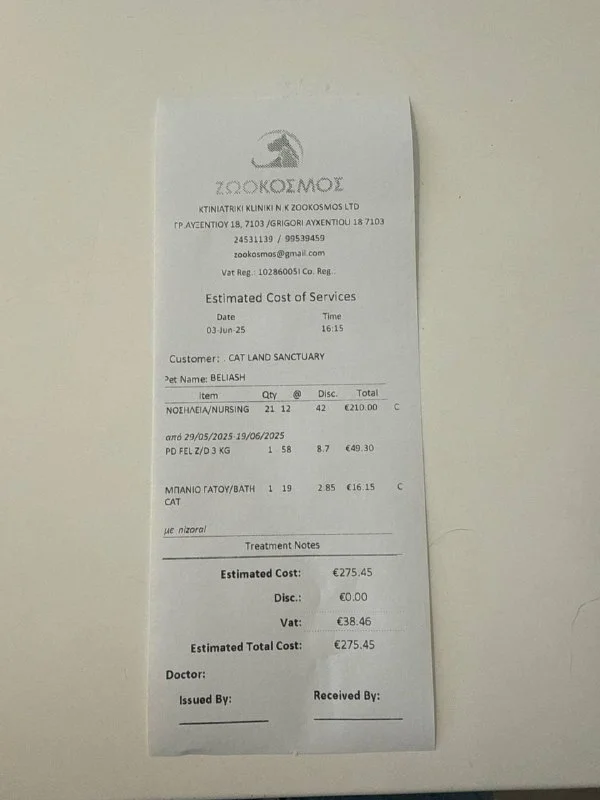 ΖΩΟΚΟΣΜΟΣ
KTINIATRIKI KLINIKI N.K ZOOKOSMOS LTD
ΓΡ.ΑΥΞΕΝΤΙΟΥ 18, 7103 /GRIGORI AYXENTIOU 18 7103
24531139 / 99539459
zookosmos@gmail.com
Vat Reg.: 10286005I Co. Reg.:
Estimated Cost of Services
Date Time
03-Jun-25 16:15
Customer: . CAT LAND SANCTUARY
Pet Name: BELIASH
Item Qty @ Disc. Total
ΝΟΣΗΛΕΙΑ/NURSING 21 12 42 €210.00 C
από 29/05/2025-19/06/2025
PD FEL Z/D 3 KG 1 58 8.7 €49.30
ΜΠΑΝΙΟ ΓΑΤΟΥ/BATH 1 19 2.85 €16.15 C
CAT
με nizoral
Treatment Notes
Estimated Cost: €275.45
Disc.: €0.00
Vat: €38.46
Estimated Total Cost: €275.45
Doctor:
Issued By: Received By: